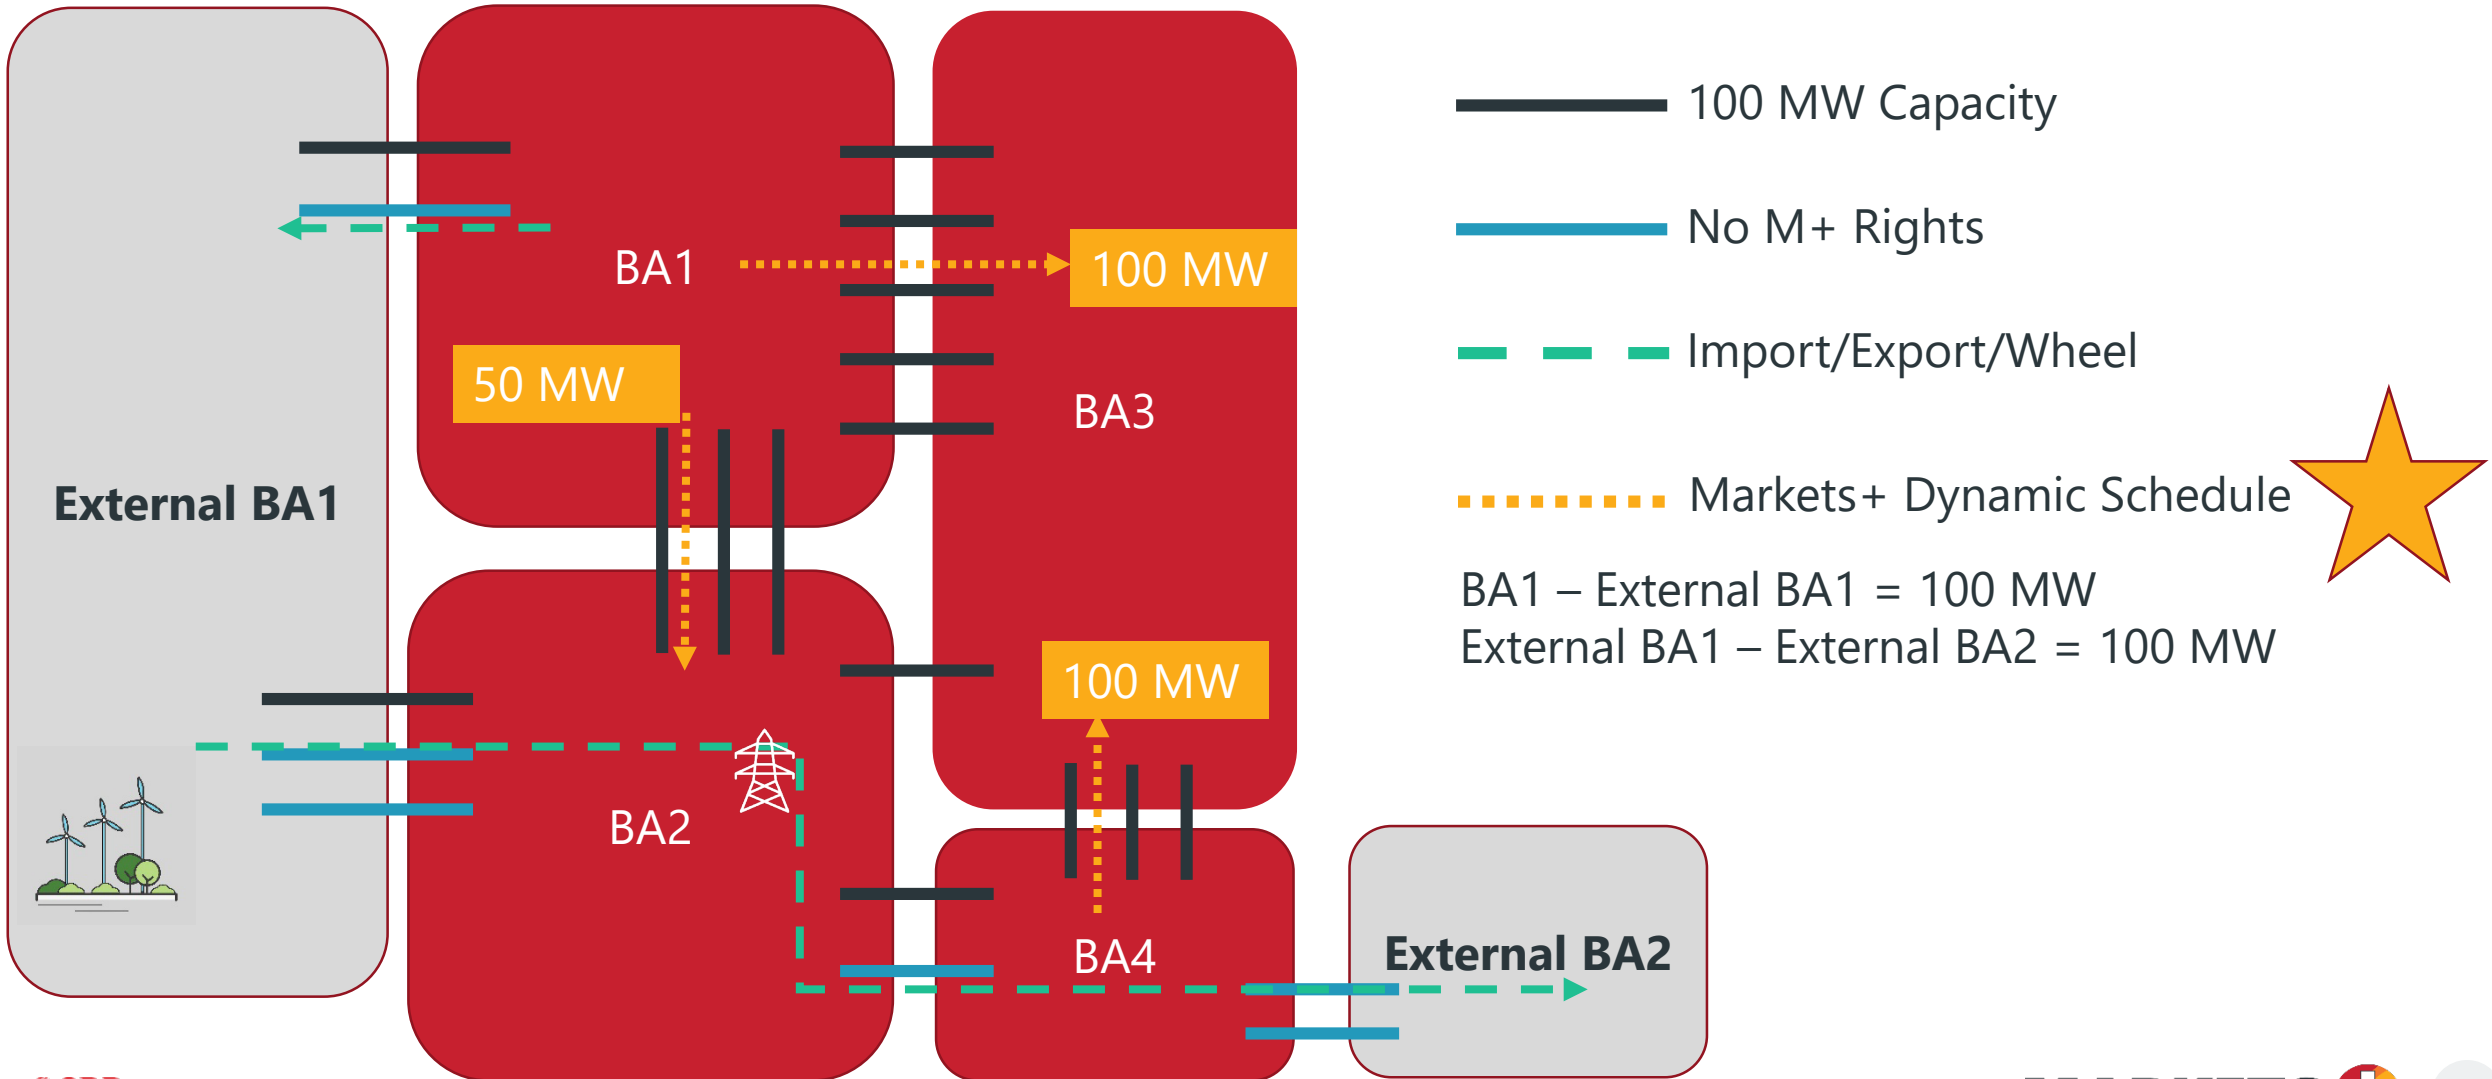 External BA1
BA1
50 MW
100 MW
BA3
BA2
100 MW
BA4
External BA2
100 MW Capacity
No M+ Rights
Import/Export/Wheel
Markets+ Dynamic Schedule
BA1 – External BA1 = 100 MW
External BA1 – External BA2 = 100 MW